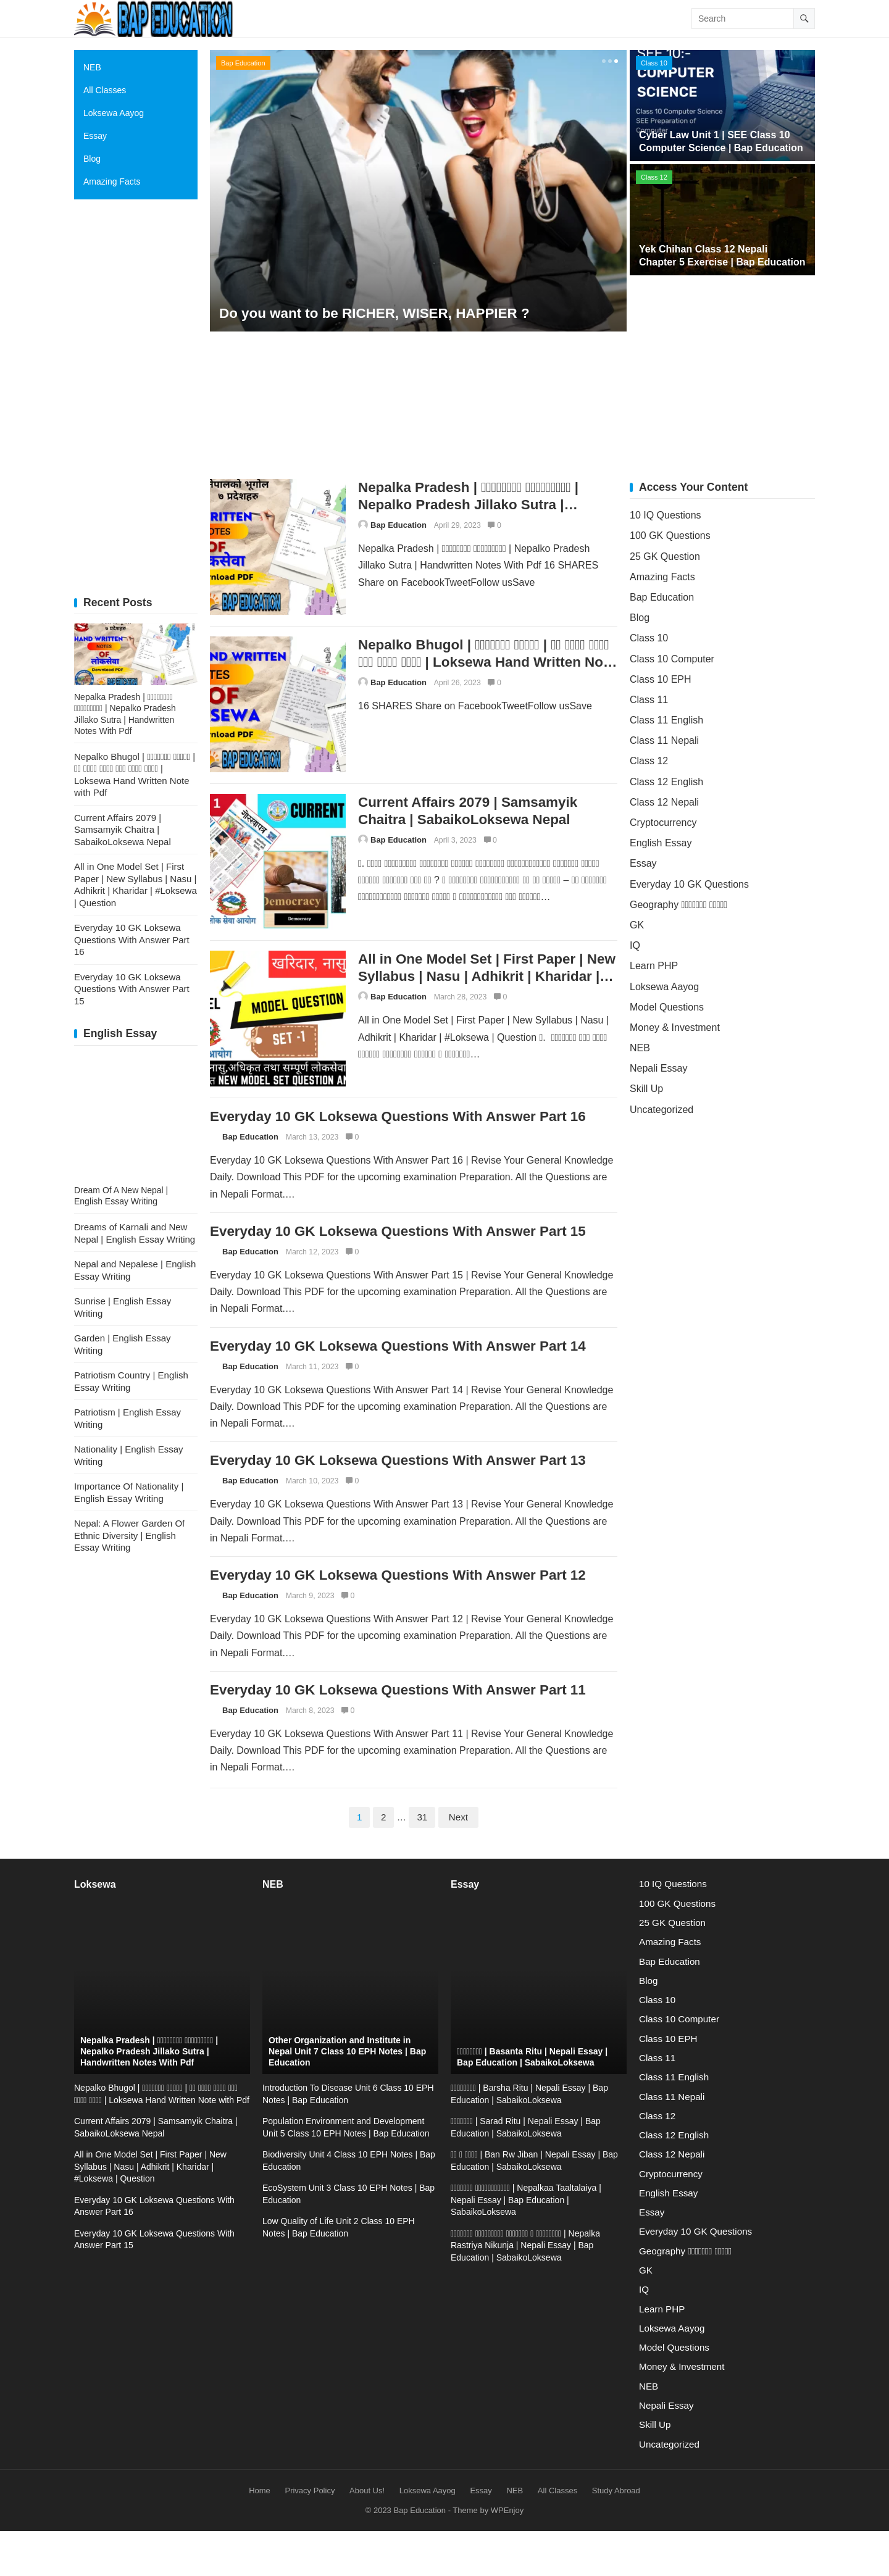 BAP EDUCATION
Search
NEB
All Classes
Loksewa Aayog
Essay
Blog
Amazing Facts
Bap Education
Do you want to be RICHER, WISER, HAPPIER ?
SEE 10:-
Class 10
COMPUTER
SCIENCE
Class 10 Computer Science
SEE Preparation of
Computer
Cyber Law Unit 1 | SEE Class 10
Computer Science | Bap Education
Class 12
Yek Chihan Class 12 Nepali
Chapter 5 Exercise | Bap Education
Recent Posts
Nepalka Pradesh |
| Nepalko Pradesh
Jillako Sutra | Handwritten
Notes With Pdf
Nepalko Bhugol | |
|
Loksewa Hand Written Note
with Pdf
Current Affairs 2079 |
Samsamyik Chaitra |
SabaikoLoksewa Nepal
All in One Model Set | First
Paper | New Syllabus | Nasu |
Adhikrit | Kharidar | #Loksewa
| Question
Everyday 10 GK Loksewa
Questions With Answer Part
16
Everyday 10 GK Loksewa
Questions With Answer Part
15
English Essay
Dream Of A New Nepal |
English Essay Writing
Dreams of Karnali and New
Nepal | English Essay Writing
Nepal and Nepalese | English
Essay Writing
Sunrise | English Essay
Writing
Garden | English Essay
Writing
Patriotism Country | English
Essay Writing
Patriotism | English Essay
Writing
Nationality | English Essay
Writing
Importance Of Nationality |
English Essay Writing
Nepal: A Flower Garden Of
Ethnic Diversity | English
Essay Writing
Nepalka Pradesh | |
Nepalko Pradesh Jillako Sutra |…
Bap Education April 29, 2023 0
Nepalka Pradesh | | Nepalko Pradesh
Jillako Sutra | Handwritten Notes With Pdf 16 SHARES
Share on FacebookTweetFollow usSave
Nepalko Bhugol | |
| Loksewa Hand Written No…
Bap Education April 26, 2023 0
16 SHARES Share on FacebookTweetFollow usSave
Current Affairs 2079 | Samsamyik
Chaitra | SabaikoLoksewa Nepal
Bap Education April 3, 2023 0
1
CURRENT
Democracy
All in One Model Set | First Paper | New
Syllabus | Nasu | Adhikrit | Kharidar |…
Bap Education March 28, 2023 0
All in One Model Set | First Paper | New Syllabus | Nasu |
Adhikrit | Kharidar | #Loksewa | Question
खरिदार, नासु
MODEL QUESTION
SET -1
Everyday 10 GK Loksewa Questions With Answer Part 16
Bap Education March 13, 2023 0
Everyday 10 GK Loksewa Questions With Answer Part 16 | Revise Your General Knowledge
Daily. Download This PDF for the upcoming examination Preparation. All the Questions are
in Nepali Format.…
Everyday 10 GK Loksewa Questions With Answer Part 15
Bap Education March 12, 2023 0
Everyday 10 GK Loksewa Questions With Answer Part 15 | Revise Your General Knowledge
Daily. Download This PDF for the upcoming examination Preparation. All the Questions are
in Nepali Format.…
Everyday 10 GK Loksewa Questions With Answer Part 14
Bap Education March 11, 2023 0
Everyday 10 GK Loksewa Questions With Answer Part 14 | Revise Your General Knowledge
Daily. Download This PDF for the upcoming examination Preparation. All the Questions are
in Nepali Format.…
Everyday 10 GK Loksewa Questions With Answer Part 13
Bap Education March 10, 2023 0
Everyday 10 GK Loksewa Questions With Answer Part 13 | Revise Your General Knowledge
Daily. Download This PDF for the upcoming examination Preparation. All the Questions are
in Nepali Format.…
Everyday 10 GK Loksewa Questions With Answer Part 12
Bap Education March 9, 2023 0
Everyday 10 GK Loksewa Questions With Answer Part 12 | Revise Your General Knowledge
Daily. Download This PDF for the upcoming examination Preparation. All the Questions are
in Nepali Format.…
Everyday 10 GK Loksewa Questions With Answer Part 11
Bap Education March 8, 2023 0
Everyday 10 GK Loksewa Questions With Answer Part 11 | Revise Your General Knowledge
Daily. Download This PDF for the upcoming examination Preparation. All the Questions are
in Nepali Format.…
1 2 … 31 Next
Access Your Content
10 IQ Questions
100 GK Questions
25 GK Question
Amazing Facts
Bap Education
Blog
Class 10
Class 10 Computer
Class 10 EPH
Class 11
Class 11 English
Class 11 Nepali
Class 12
Class 12 English
Class 12 Nepali
Cryptocurrency
English Essay
Essay
Everyday 10 GK Questions
Geography
GK
IQ
Learn PHP
Loksewa Aayog
Model Questions
Money & Investment
NEB
Nepali Essay
Skill Up
Uncategorized
Loksewa
Nepalka Pradesh | |
Nepalko Pradesh Jillako Sutra |
Handwritten Notes With Pdf
Nepalko Bhugol | |
| Loksewa Hand Written Note with Pdf
Current Affairs 2079 | Samsamyik Chaitra |
SabaikoLoksewa Nepal
All in One Model Set | First Paper | New
Syllabus | Nasu | Adhikrit | Kharidar |
#Loksewa | Question
Everyday 10 GK Loksewa Questions With
Answer Part 16
Everyday 10 GK Loksewa Questions With
Answer Part 15
NEB
Other Organization and Institute in
Nepal Unit 7 Class 10 EPH Notes | Bap
Education
Introduction To Disease Unit 6 Class 10 EPH
Notes | Bap Education
Population Environment and Development
Unit 5 Class 10 EPH Notes | Bap Education
Biodiversity Unit 4 Class 10 EPH Notes | Bap
Education
EcoSystem Unit 3 Class 10 EPH Notes | Bap
Education
Low Quality of Life Unit 2 Class 10 EPH
Notes | Bap Education
Essay
| Basanta Ritu | Nepali Essay |
Bap Education | SabaikoLoksewa
| Barsha Ritu | Nepali Essay | Bap
Education | SabaikoLoksewa
| Sarad Ritu | Nepali Essay | Bap
Education | SabaikoLoksewa
| Ban Rw Jiban | Nepali Essay | Bap
Education | SabaikoLoksewa
| Nepalkaa Taaltalaiya |
Nepali Essay | Bap Education |
SabaikoLoksewa
| Nepalka
Rastriya Nikunja | Nepali Essay | Bap
Education | SabaikoLoksewa
10 IQ Questions
100 GK Questions
25 GK Question
Amazing Facts
Bap Education
Blog
Class 10
Class 10 Computer
Class 10 EPH
Class 11
Class 11 English
Class 11 Nepali
Class 12
Class 12 English
Class 12 Nepali
Cryptocurrency
English Essay
Essay
Everyday 10 GK Questions
Geography
GK
IQ
Learn PHP
Loksewa Aayog
Model Questions
Money & Investment
NEB
Nepali Essay
Skill Up
Uncategorized
Home Privacy Policy About Us! Loksewa Aayog Essay NEB All Classes Study Abroad
© 2023 Bap Education - Theme by WPEnjoy